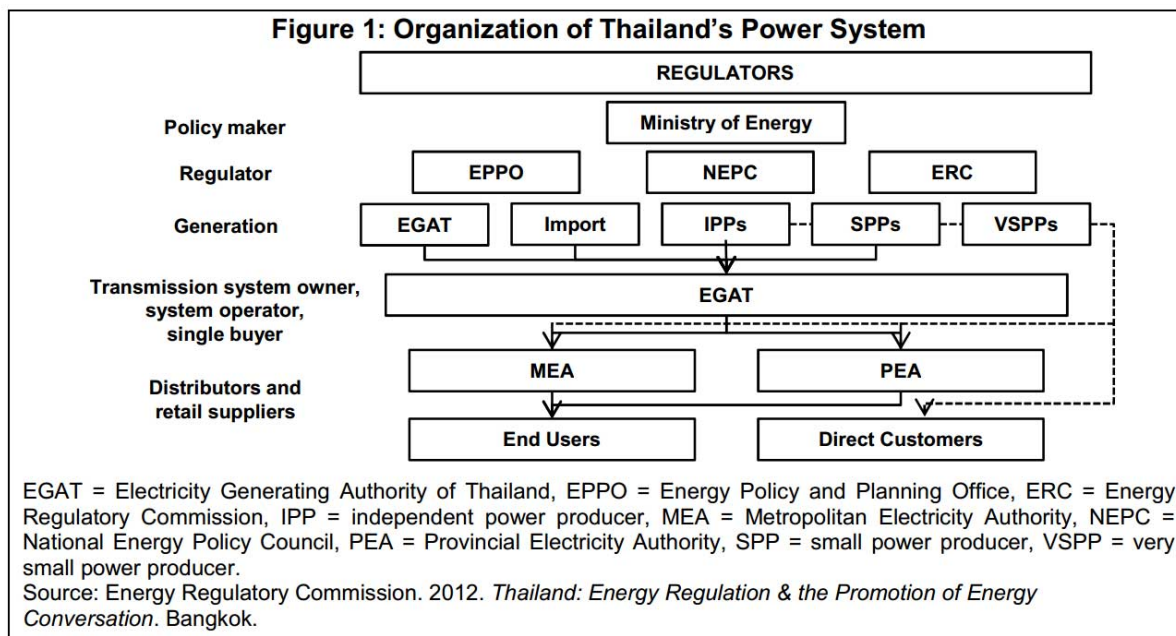 Figure 1: Organization of Thailand's Power System
REGULATORS
Policy maker
Ministry of Energy
Regulator
EPPO
NEPC
ERC
Generation
EGAT
Import
IPPs
SPPs
VSPPs
Transmission system owner,
system operator,
single buyer
EGAT
Distributors and
retail suppliers
MEA
PEA
End Users
Direct Customers
EGAT = Electricity Generating Authority of Thailand, EPPO = Energy Policy and Planning Office, ERC = Energy
Regulatory Commission, IPP = independent power producer, MEA = Metropolitan Electricity Authority, NEPC =
National Energy Policy Council, PEA = Provincial Electricity Authority, SPP = small power producer, VSPP = very
small power producer.
Source: Energy Regulatory Commission. 2012. Thailand: Energy Regulation & the Promotion of Energy
Conversation. Bangkok.